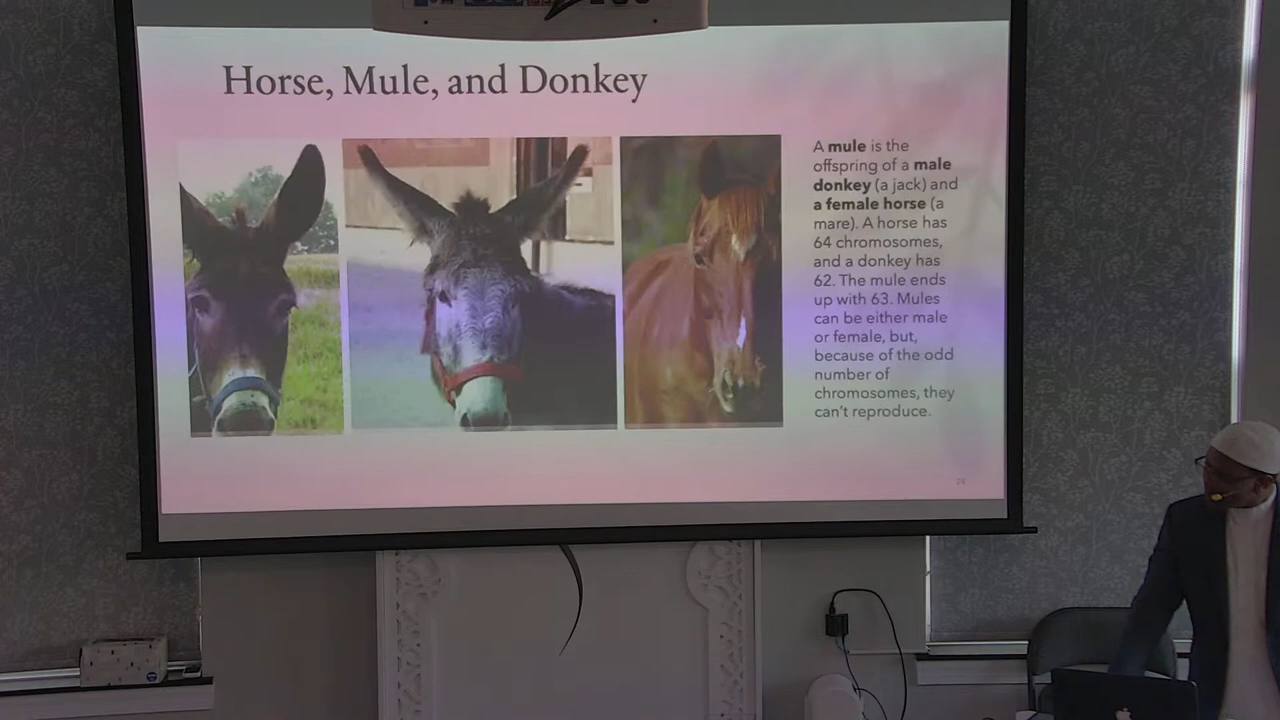 Horse, Mule, and Donkey
A mule is the
offspring of a male
donkey (a jack) and
a female horse (a
mare). A horse has
64 chromosomes,
and a donkey has
62. The mule ends
up with 63. Mules
can be either male
or female, but,
because of the odd
number of
chromosomes, they
can't reproduce.